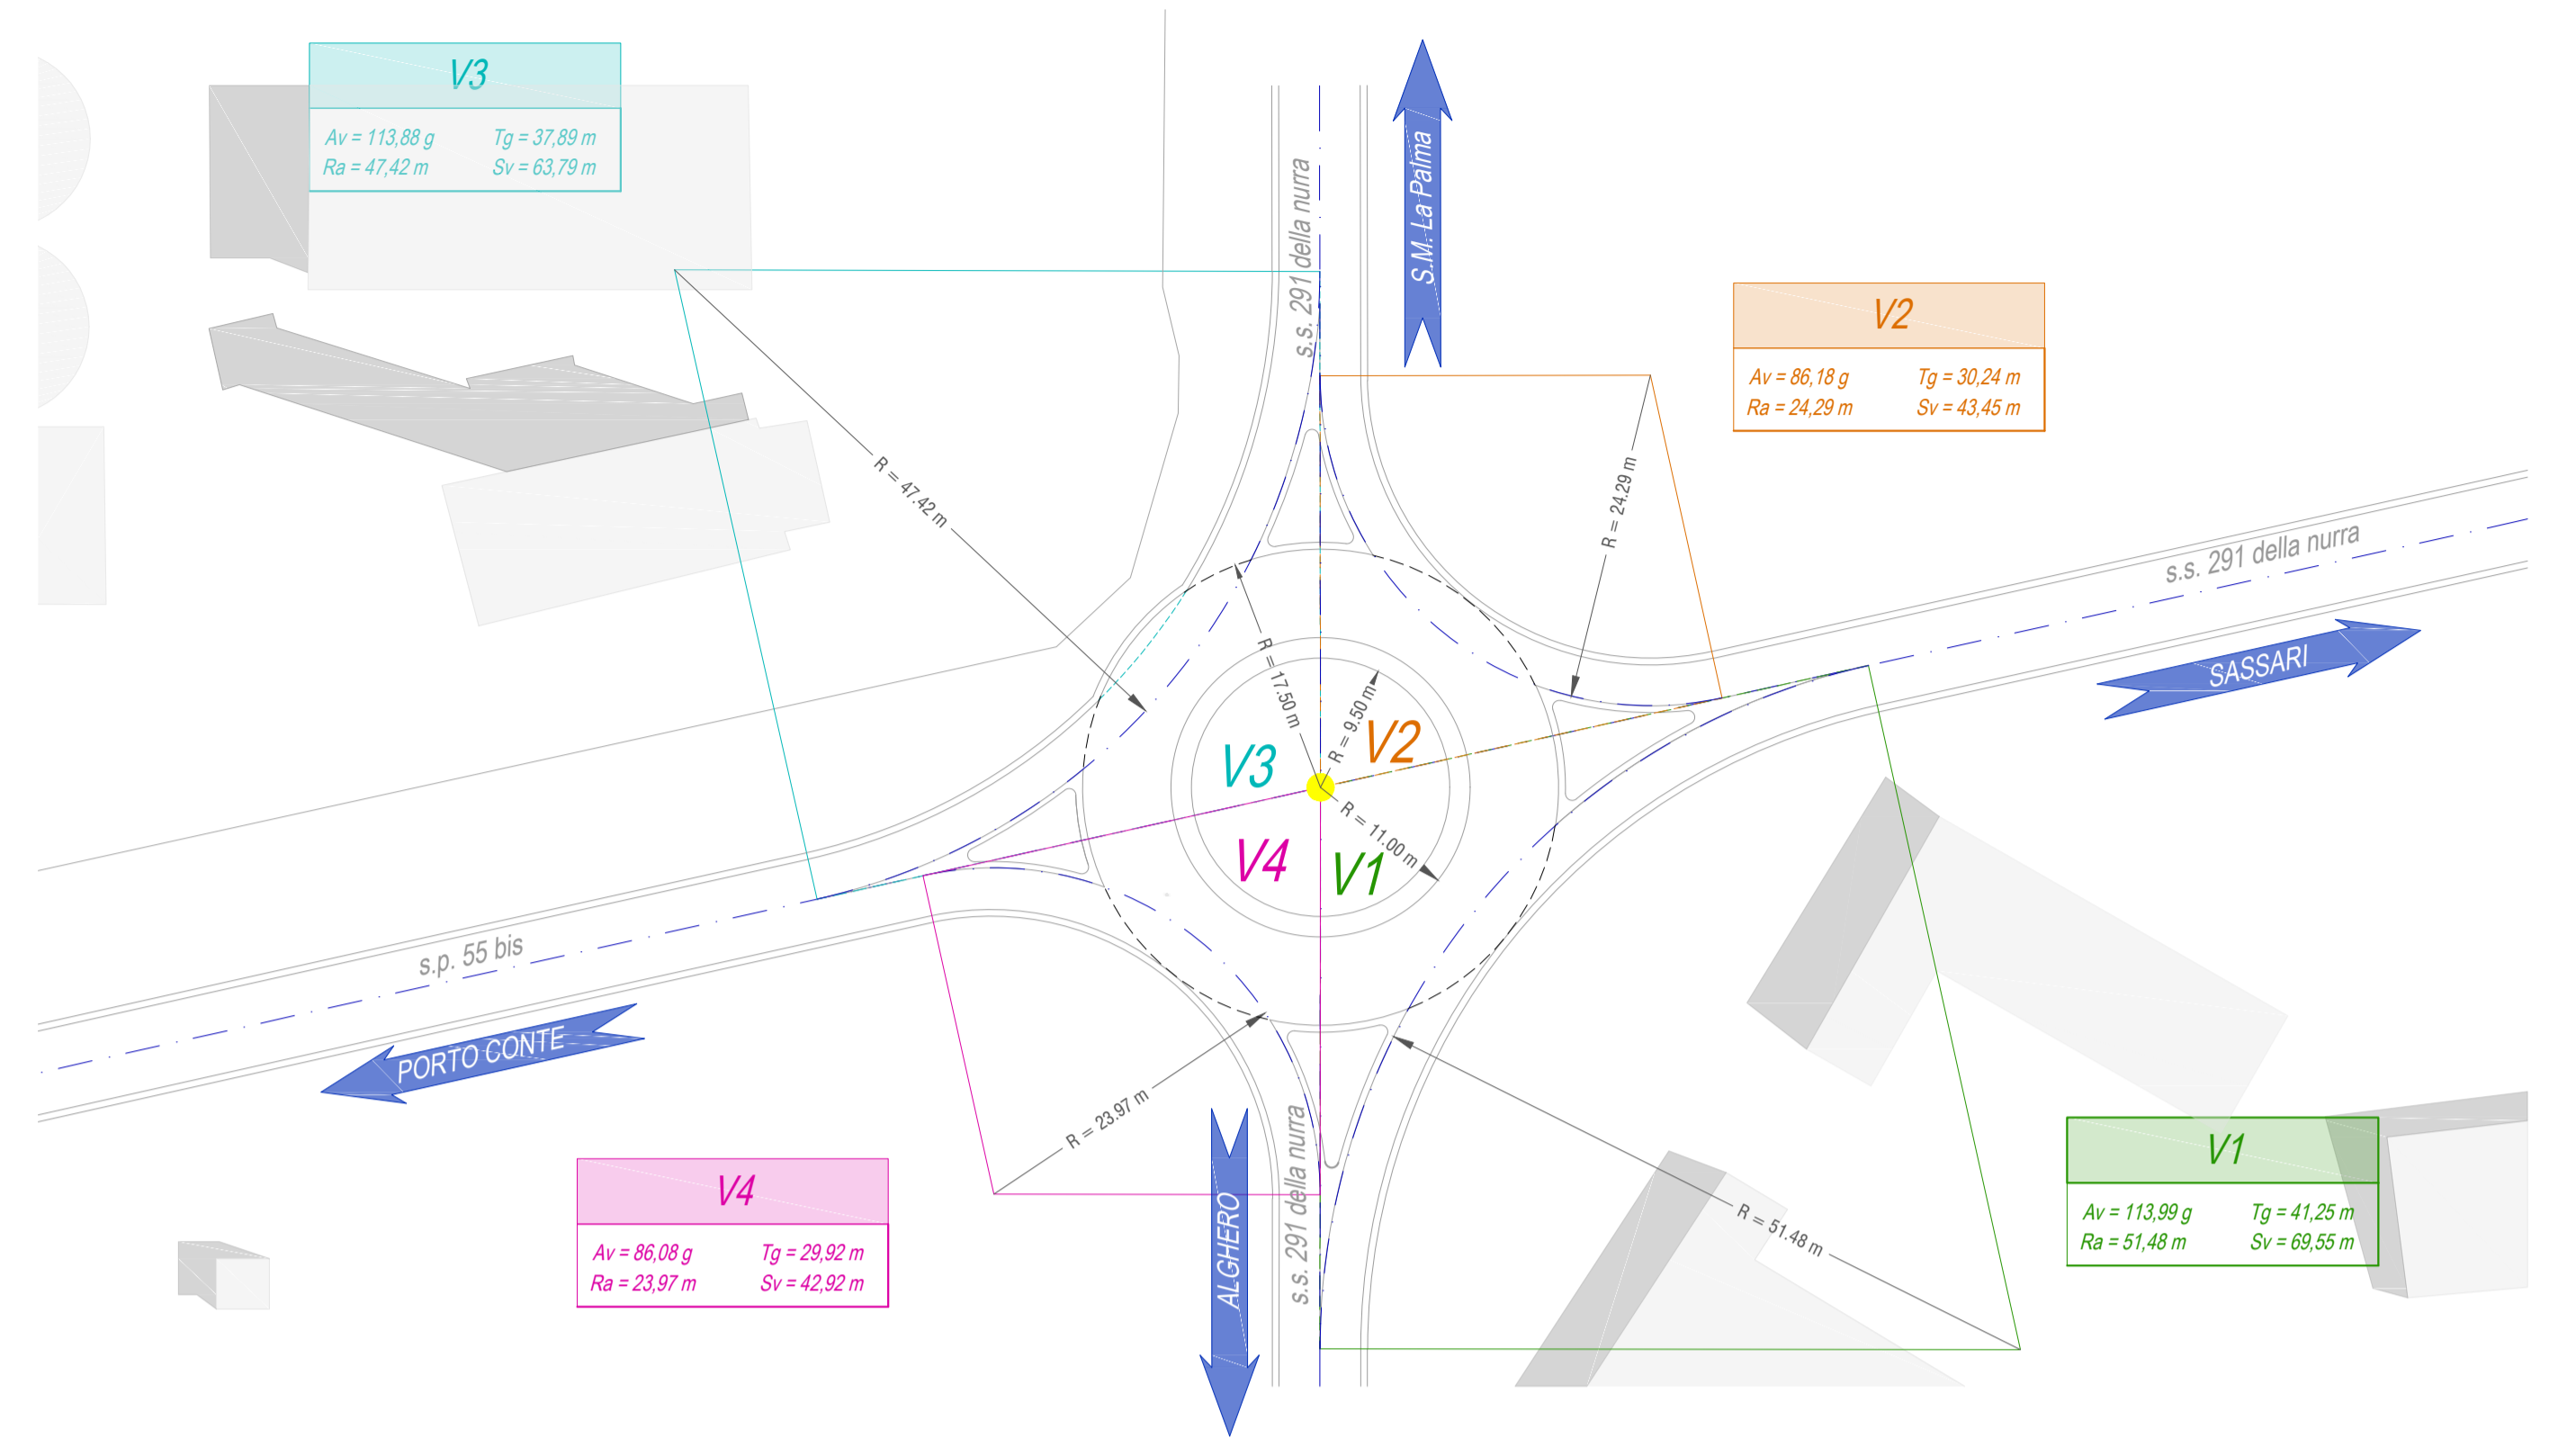 V3
Av = 113,88 g Tg = 37,89 m
Ra = 47,42 m Sv = 63,79 m
s.s. 291 della nurra
S.M. La Palma
V2
Av = 86,18 g Tg = 30,24 m
Ra = 24,29 m Sv = 43,45 m
R = 47.42 m
R = 24.29 m
s.s. 291 della nurra
SASSARI
R = 17.50 m
R = 9.50 m
V2
V3
R = 11.00 m
V4
V1
s.p. 55 bis
PORTO CONTE
R = 23.97 m
ALGHERO
s.s. 291 della nurra
R = 51.48 m
V4
Av = 86,08 g Tg = 29,92 m
Ra = 23,97 m Sv = 42,92 m
V1
Av = 113,99 g Tg = 41,25 m
Ra = 51,48 m Sv = 69,55 m